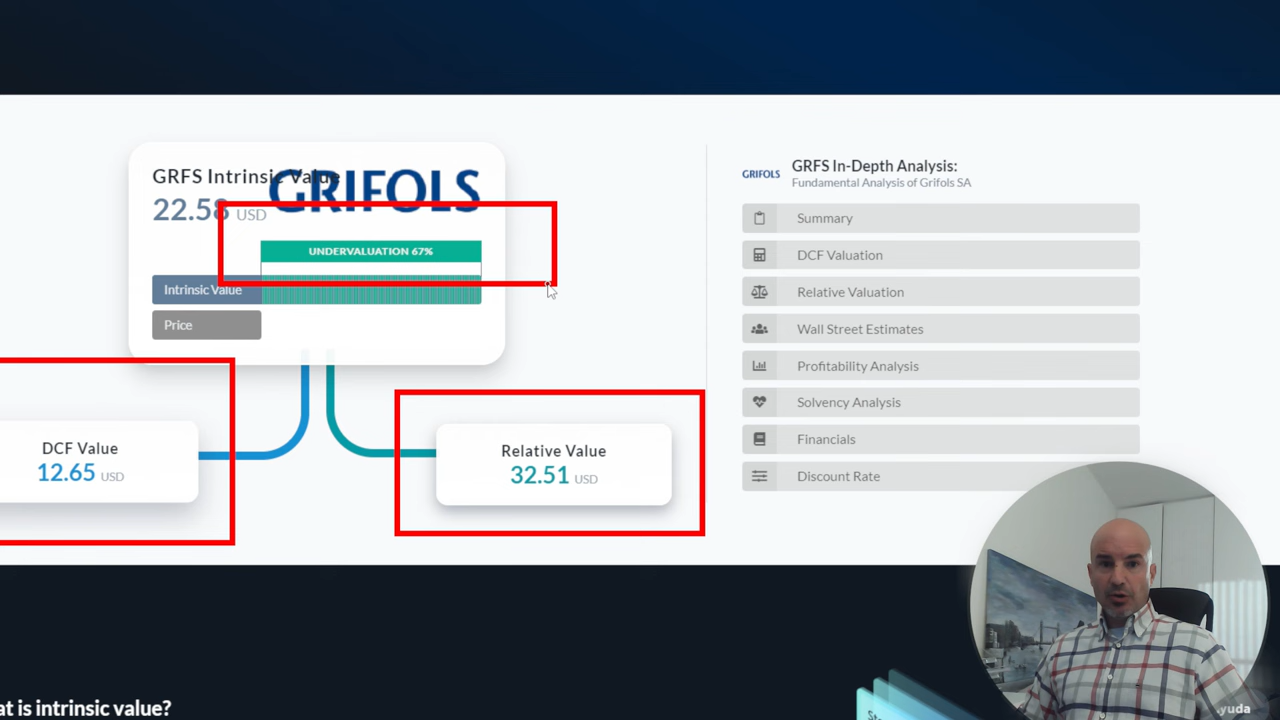 GRFS Intrinsic Value
GRIFOLS
22.58 USD
UNDERVALUATION 67%
Intrinsic Value
Price
DCF Value
12.65 USD
Relative Value
32.51 USD
GRIFOLS
GRFS In-Depth Analysis:
Fundamental Analysis of Grifols SA
Summary
DCF Valuation
Relative Valuation
Wall Street Estimates
Profitability Analysis
Solvency Analysis
Financials
Discount Rate
at is intrinsic value?
yuda